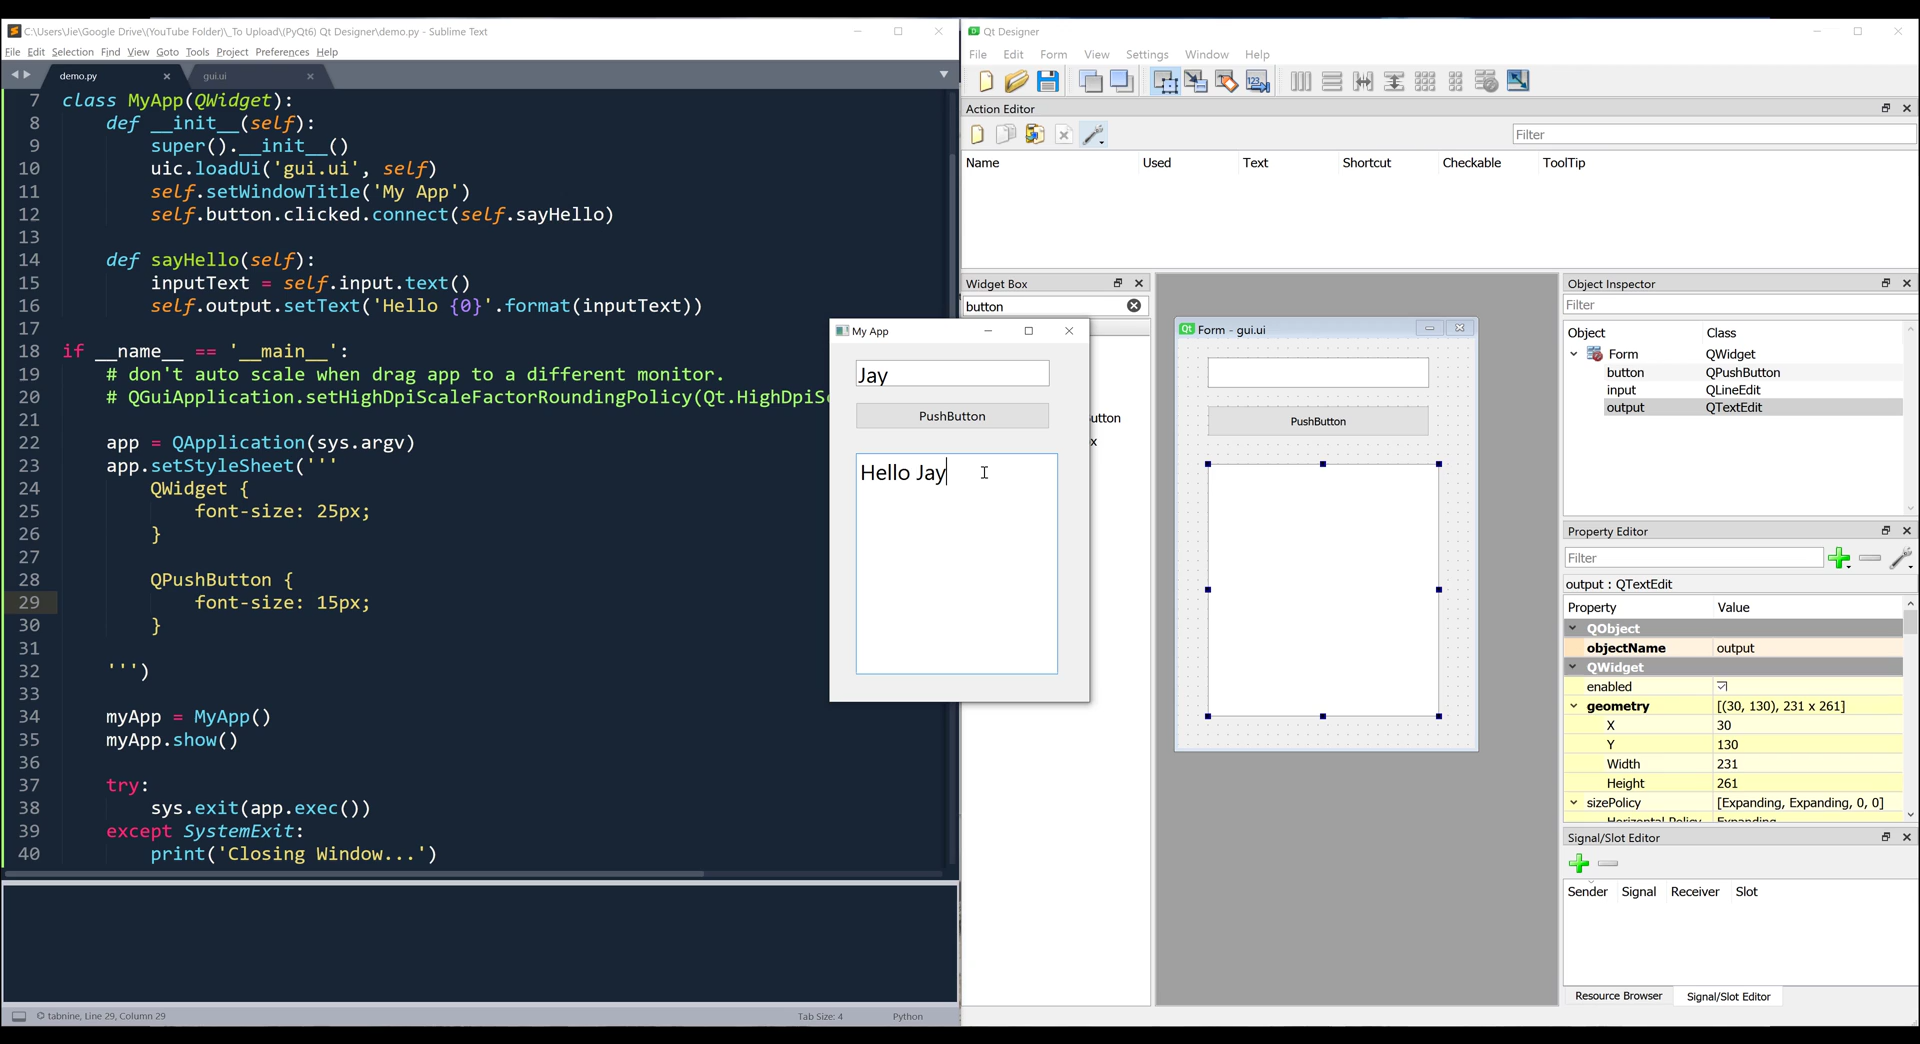 C:\Users\Jie\Google Drive\(YouTube Folder)\_To Upload\(PyQt6) Qt Designer\demo.py - Sublime Text
File Edit Selection Find View Goto Tools Project Preferences Help
demo.py
gui.ui
7 class MyApp(QWidget):
8 def __init__(self):
9 super().__init__()
10 uic.loadUi('gui.ui', self)
11 self.setWindowTitle('My App')
12 self.button.clicked.connect(self.sayHello)
13
14 def sayHello(self):
15 inputText = self.input.text()
16 self.output.setText('Hello {0}'.format(inputText))
17
18 if __name__ == '__main__':
19 # don't auto scale when drag app to a different monitor.
20 # QGuiApplication.setHighDpiScaleFactorRoundingPolicy(Qt.HighDpiSc
21
22 app = QApplication(sys.argv)
23 app.setStyleSheet('''
24 QWidget {
25 font-size: 25px;
26 }
27
28 QPushButton {
29 font-size: 15px;
30 }
31
32 ''')
33
34 myApp = MyApp()
35 myApp.show()
36
37 try:
38 sys.exit(app.exec())
39 except SystemExit:
40 print('Closing Window...')
tabnine, Line 29, Column 29
Tab Size: 4
Python
My App
Jay
PushButton
Hello Jay
Qt Designer
File Edit Form View Settings Window Help
Action Editor
Filter
Name Used Text Shortcut Checkable ToolTip
Widget Box
button
utton
x
Qt Form - gui.ui
PushButton
Object Inspector
Filter
Object Class
Form QWidget
button QPushButton
input QLineEdit
output QTextEdit
Property Editor
Filter
output : QTextEdit
Property Value
QObject
objectName output
QWidget
enabled
geometry [(30, 130), 231 x 261]
X 30
Y 130
Width 231
Height 261
sizePolicy [Expanding, Expanding, 0, 0]
Horizontal Policy Expanding
Signal/Slot Editor
Sender Signal Receiver Slot
Resource Browser
Signal/Slot Editor